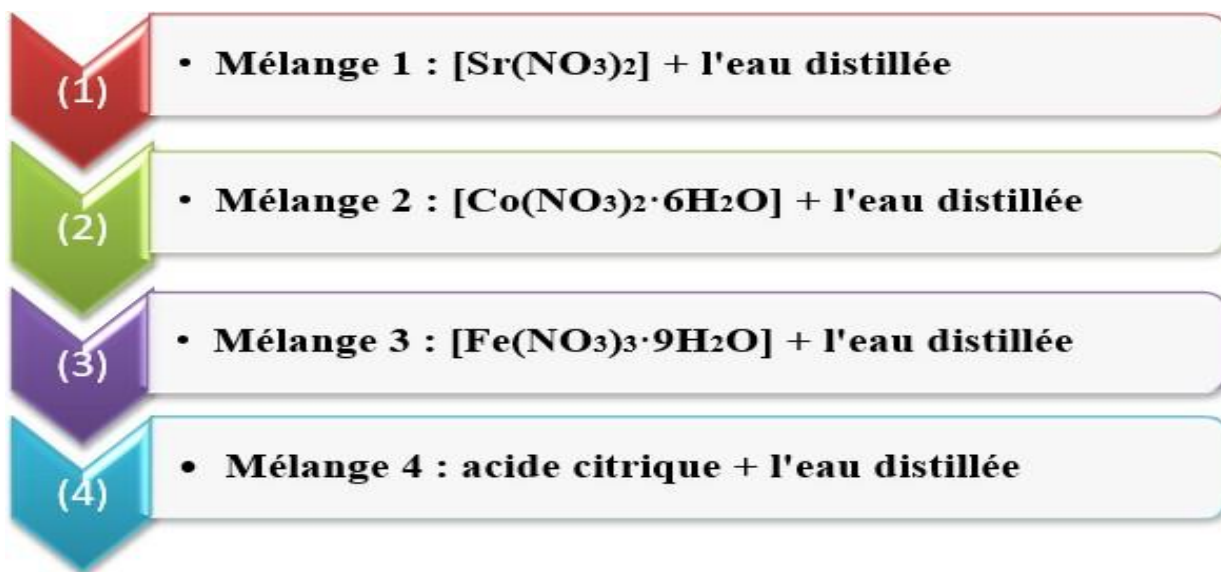 (1)
• Mélange 1 : [Sr(NO3)2] + l'eau distillée
(2)
• Mélange 2 : [Co(NO3)2·6H2O] + l'eau distillée
(3)
• Mélange 3 : [Fe(NO3)3·9H2O] + l'eau distillée
(4)
• Mélange 4 : acide citrique + l'eau distillée